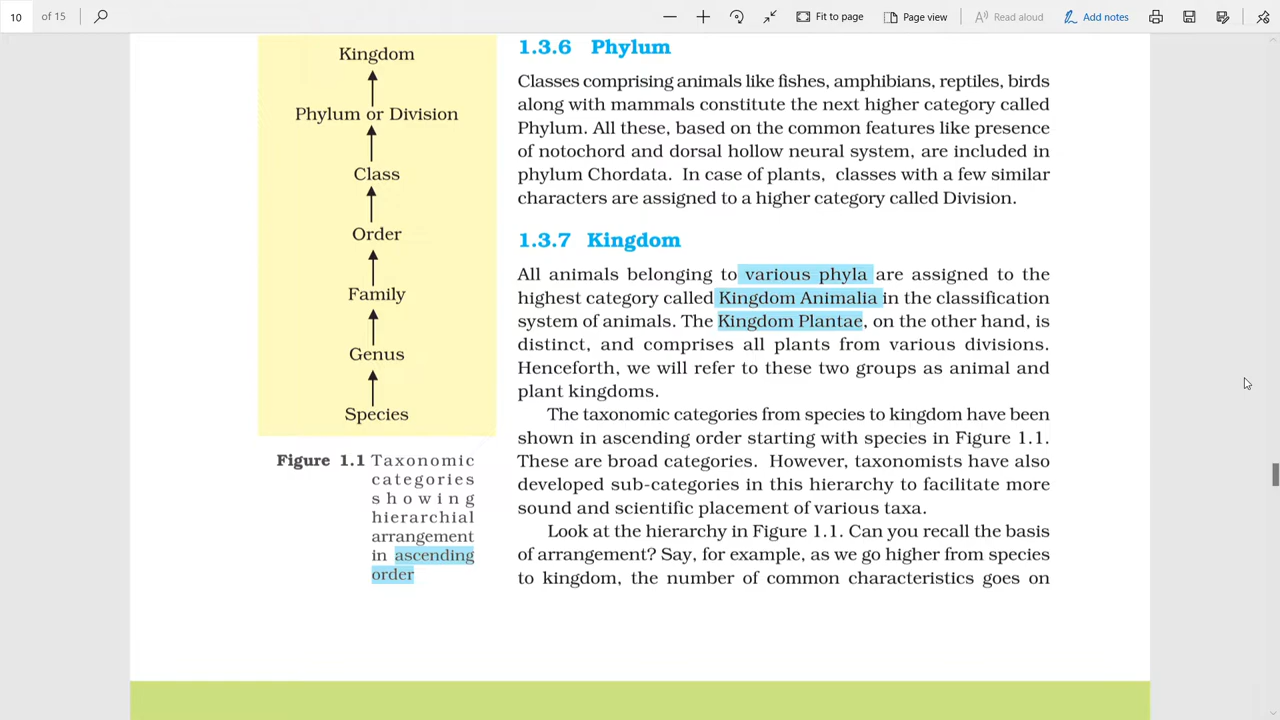 10 of 15 Fit to page Page view Read aloud Add notes
Kingdom
Phylum or Division
Class
Order
Family
Genus
Species
Figure 1.1 Taxonomic
categories
showing
hierarchial
arrangement
in ascending
order
1.3.6 Phylum
Classes comprising animals like fishes, amphibians, reptiles, birds
along with mammals constitute the next higher category called
Phylum. All these, based on the common features like presence
of notochord and dorsal hollow neural system, are included in
phylum Chordata. In case of plants, classes with a few similar
characters are assigned to a higher category called Division.
1.3.7 Kingdom
All animals belonging to various phyla are assigned to the
highest category called Kingdom Animalia in the classification
system of animals. The Kingdom Plantae, on the other hand, is
distinct, and comprises all plants from various divisions.
Henceforth, we will refer to these two groups as animal and
plant kingdoms.
The taxonomic categories from species to kingdom have been
shown in ascending order starting with species in Figure 1.1.
These are broad categories. However, taxonomists have also
developed sub-categories in this hierarchy to facilitate more
sound and scientific placement of various taxa.
Look at the hierarchy in Figure 1.1. Can you recall the basis
of arrangement? Say, for example, as we go higher from species
to kingdom, the number of common characteristics goes on